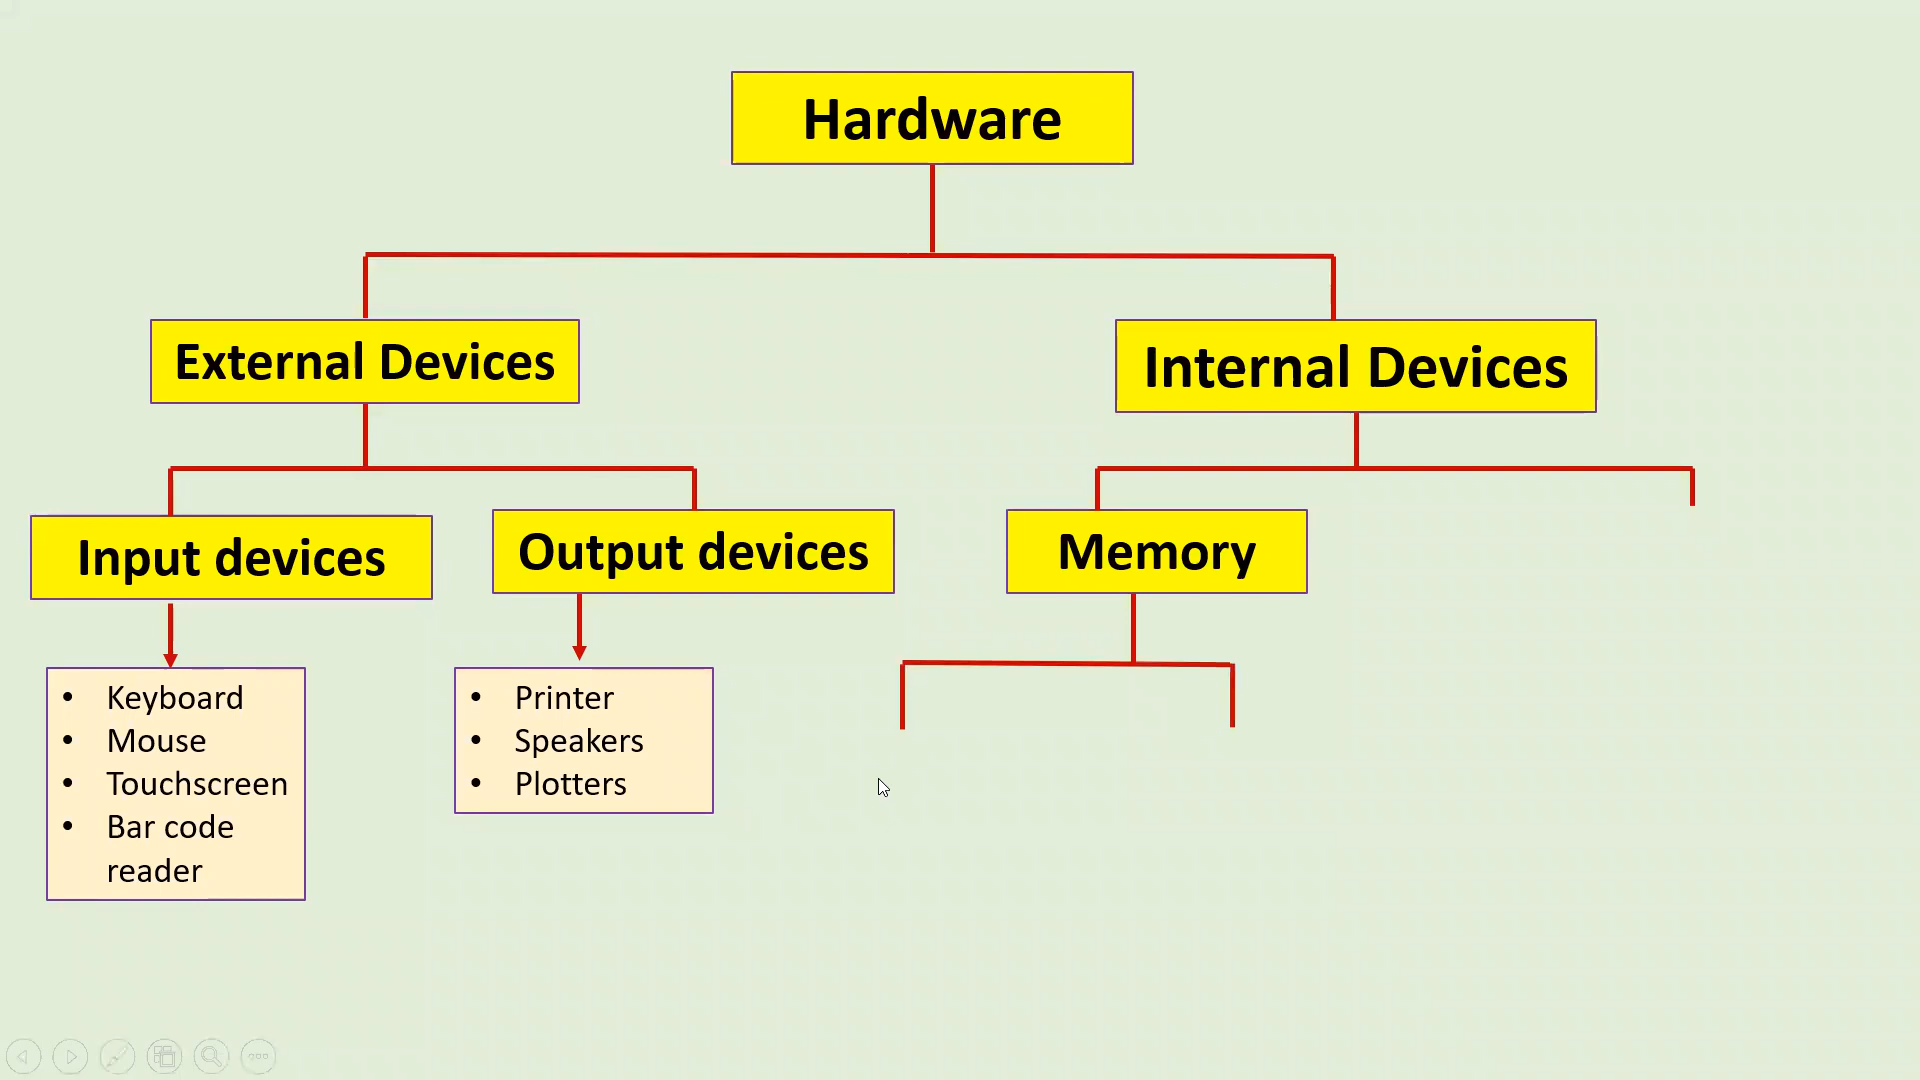 Hardware
External Devices
Internal Devices
Input devices
Output devices
Memory
• Keyboard
• Mouse
• Touchscreen
• Bar code
reader
• Printer
• Speakers
• Plotters